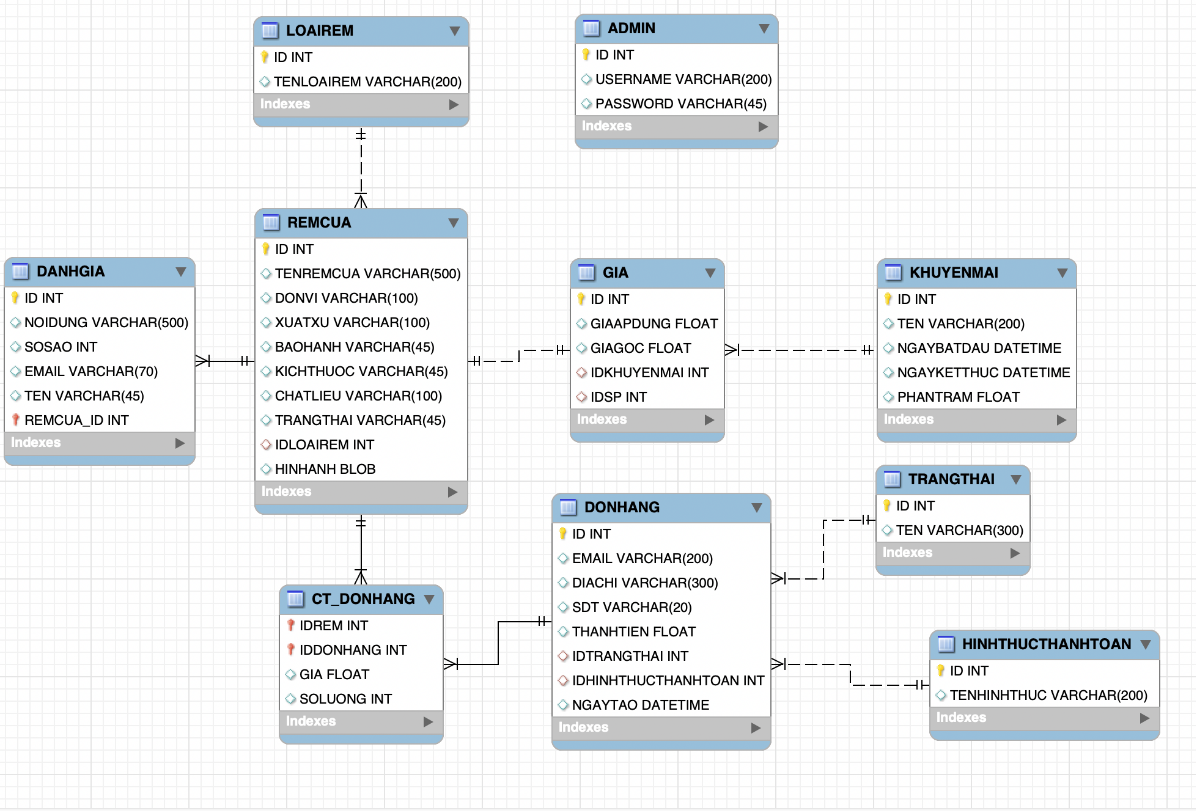 LOAIREM
ID INT
TENLOAIREM VARCHAR(200)
Indexes
ADMIN
ID INT
USERNAME VARCHAR(200)
PASSWORD VARCHAR(45)
Indexes
REMCUA
ID INT
TENREMCUA VARCHAR(500)
DONVI VARCHAR(100)
XUATXU VARCHAR(100)
BAOHANH VARCHAR(45)
KICHTHUOC VARCHAR(45)
CHATLIEU VARCHAR(100)
TRANGTHAI VARCHAR(45)
IDLOAIREM INT
HINHANH BLOB
Indexes
DANHGIA
ID INT
NOIDUNG VARCHAR(500)
SOSAO INT
EMAIL VARCHAR(70)
TEN VARCHAR(45)
REMCUA_ID INT
Indexes
GIA
ID INT
GIAAPDUNG FLOAT
GIAGOC FLOAT
IDKHUYENMAI INT
IDSP INT
Indexes
KHUYENMAI
ID INT
TEN VARCHAR(200)
NGAYBATDAU DATETIME
NGAYKETTHUC DATETIME
PHANTRAM FLOAT
Indexes
TRANGTHAI
ID INT
TEN VARCHAR(300)
Indexes
DONHANG
ID INT
EMAIL VARCHAR(200)
DIACHI VARCHAR(300)
SDT VARCHAR(20)
THANHTIEN FLOAT
IDTRANGTHAI INT
IDHINHTHUCTHANHTOAN INT
NGAYTAO DATETIME
Indexes
CT_DONHANG
IDREM INT
IDDONHANG INT
GIA FLOAT
SOLUONG INT
Indexes
HINHTHUCTHANHTOAN
ID INT
TENHINHTHUC VARCHAR(200)
Indexes